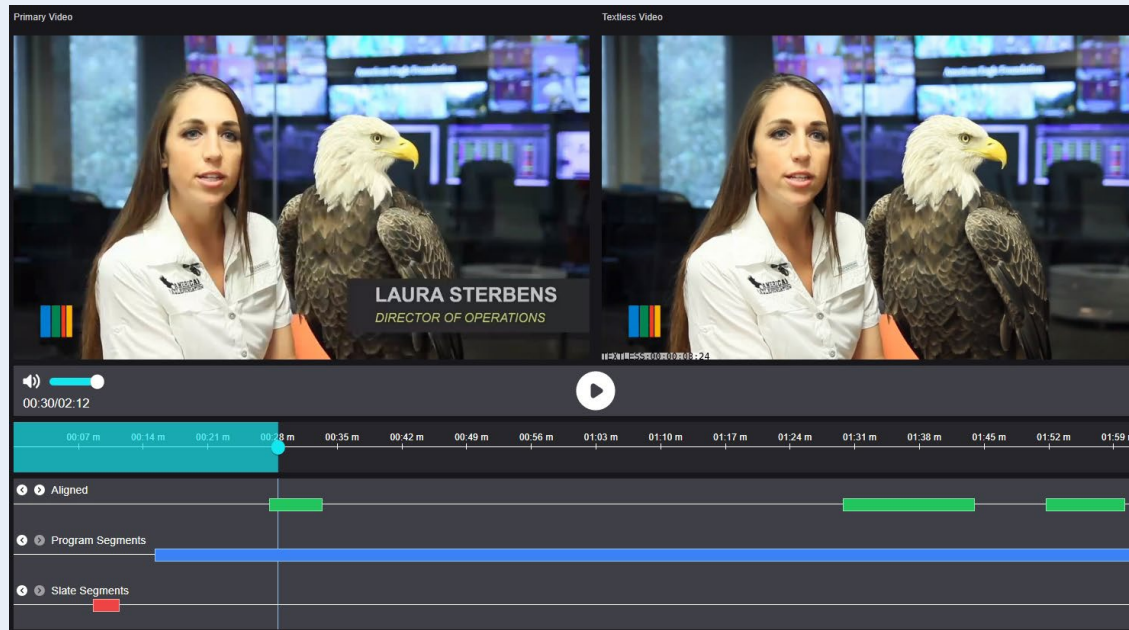 Primary Video
Textless Video
LAURA STERBENS
DIRECTOR OF OPERATIONS
TEXTLESS:00:00:08:24
00:30/02:12
00:07 m 00:14 m 00:21 m 00:28 m 00:35 m 00:42 m 00:49 m 00:56 m 01:03 m 01:10 m 01:17 m 01:24 m 01:31 m 01:38 m 01:45 m 01:52 m 01:59
Aligned
Program Segments
Slate Segments